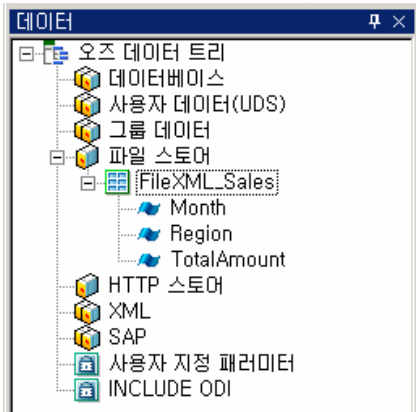 데이터
오즈 데이터 트리
데이터베이스
사용자 데이터(UDS)
그룹 데이터
파일 스토어
FileXML_Sales
Month
Region
TotalAmount
HTTP 스토어
XML
SAP
사용자 지정 패러미터
INCLUDE ODI